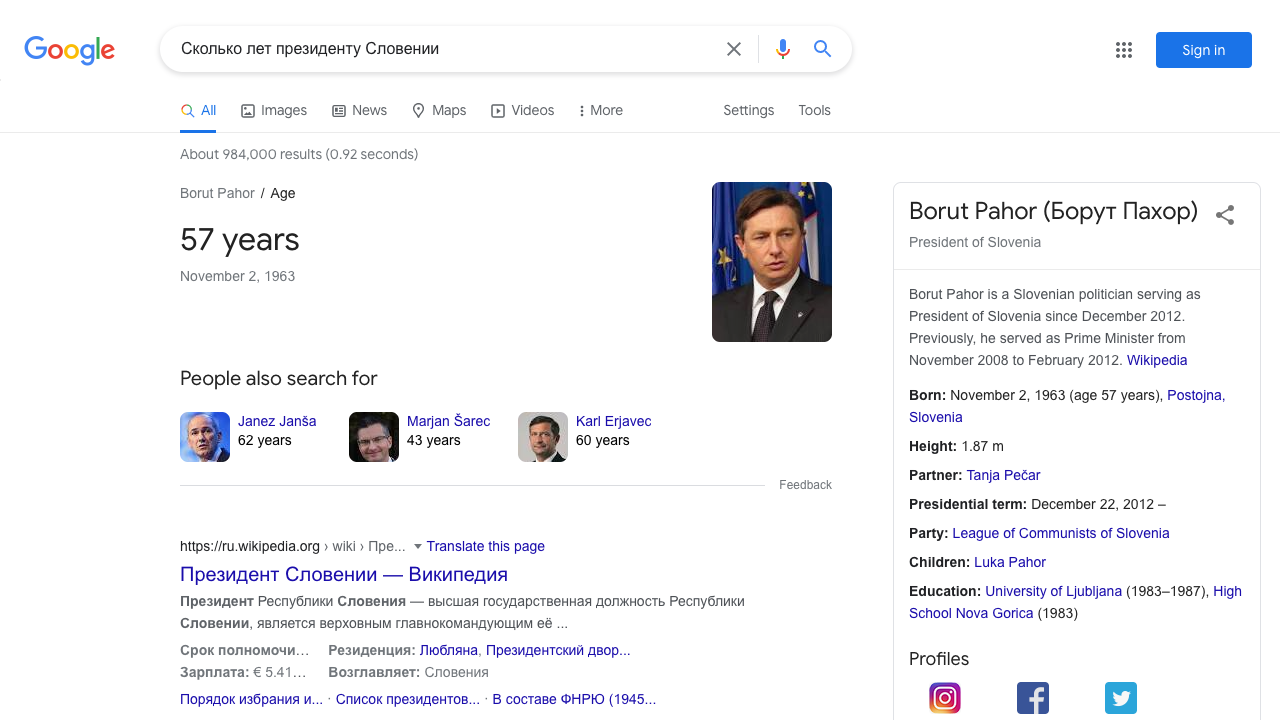 Google
Сколько лет президенту Словении
Sign in
All Images News Maps Videos More Settings Tools
About 984,000 results (0.92 seconds)
Borut Pahor / Age
57 years
November 2, 1963
People also search for
Janez Janša
62 years
Marjan Šarec
43 years
Karl Erjavec
60 years
Feedback
https://ru.wikipedia.org › wiki › Пре... Translate this page
Президент Словении — Википедия
Президент Республики Словения — высшая государственная должность Республики
Словении, является верховным главнокомандующим её ...
Срок полномочи… Резиденция: Любляна, Президентский двор...
Зарплата: € 5.41… Возглавляет: Словения
Порядок избрания и... · Список президентов... · В составе ФНРЮ (1945...
Borut Pahor (Борут Пахор)
President of Slovenia
Borut Pahor is a Slovenian politician serving as
President of Slovenia since December 2012.
Previously, he served as Prime Minister from
November 2008 to February 2012. Wikipedia
Born: November 2, 1963 (age 57 years), Postojna,
Slovenia
Height: 1.87 m
Partner: Tanja Pečar
Presidential term: December 22, 2012 –
Party: League of Communists of Slovenia
Children: Luka Pahor
Education: University of Ljubljana (1983–1987), High
School Nova Gorica (1983)
Profiles